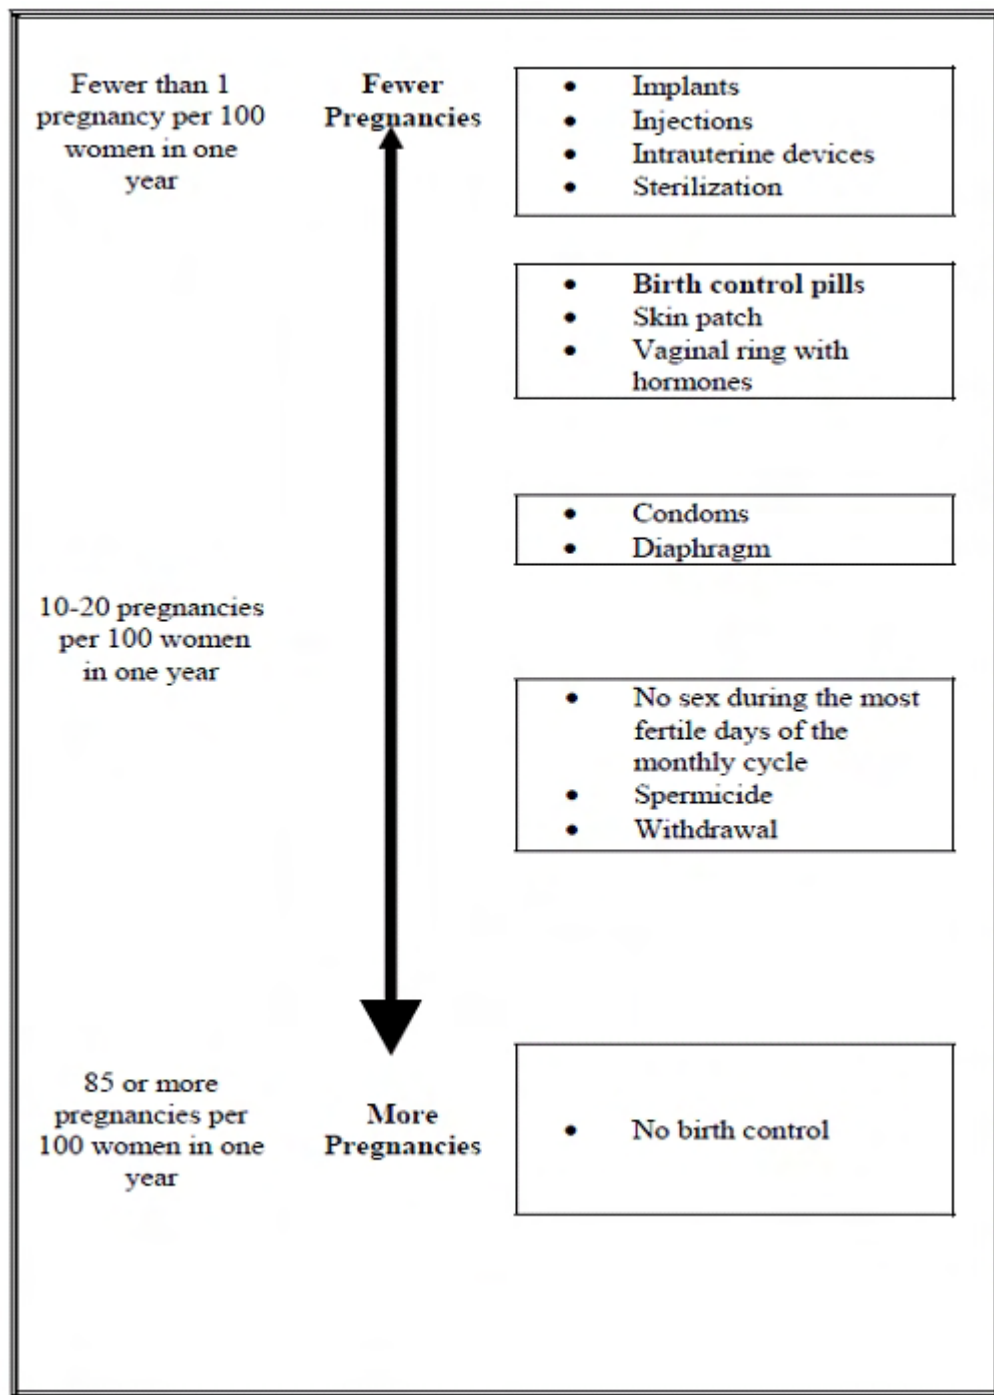 Fewer than 1
pregnancy per 100
women in one
year
Fewer
Pregnancies
• Implants
• Injections
• Intrauterine devices
• Sterilization
• Birth control pills
• Skin patch
• Vaginal ring with
hormones
• Condoms
• Diaphragm
10-20 pregnancies
per 100 women
in one year
• No sex during the most
fertile days of the
monthly cycle
• Spermicide
• Withdrawal
85 or more
pregnancies per
100 women in one
year
More
Pregnancies
• No birth control